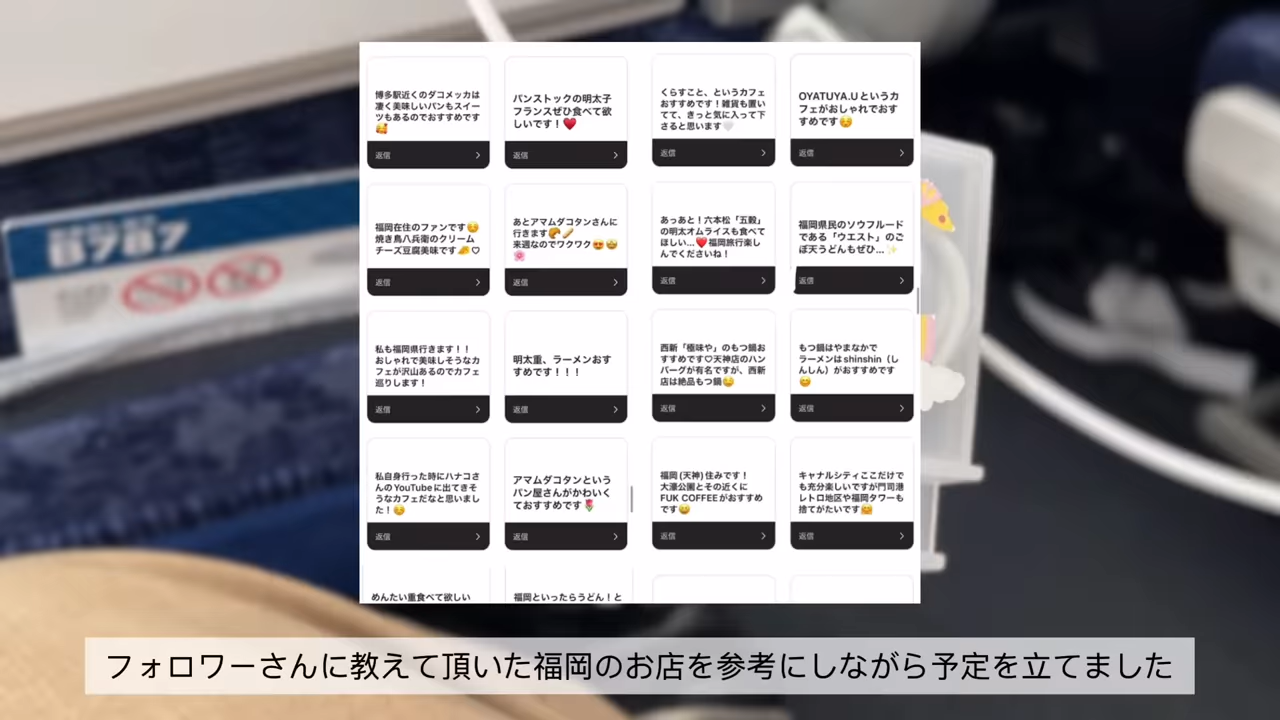 博多駅近くのダコメッカは
凄く美味しいパンもスイー
ツもあるのでおすすめです
🥰
返信
パンストックの明太子
フランスぜひ食べて欲
しいです！❤️
返信
くらすこと、というカフェ
おすすめです！雑貨も置い
てて、きっと気に入って下
さると思います🤍
返信
OYATUYA.U というカ
フェがおしゃれでおす
すめです☺️
返信
福岡在住のファンです☺️
焼き鳥八兵衛のクリーム
チーズ豆腐美味です🧀♡
返信
あとアマムダコタンさんに
行きます🥐🥖
来週なのでワクワク😍🤩
🌸
返信
あっあと！六本松「五穀」
の明太オムライスも食べて
ほしい...❤️福岡旅行楽し
んでくださいね！
返信
福岡県民のソウルフルード
である「ウエスト」のご
ぼ天うどんもぜひ...✨
返信
私も福岡県行きます！！
おしゃれで美味しそうなカ
フェが沢山あるのでカフェ
巡りします！
返信
明太重、ラーメンおす
すめです！！！
返信
西新「極味や」のもつ鍋お
すすめです♡天神店のハン
バーグが有名ですが、西新
店は絶品もつ鍋😋
返信
もつ鍋はやまなかで
ラーメンはshinshin（し
んしん）がおすすめです
😄
返信
私自身行った時にハナコさ
んのYouTubeに出てきそ
うなカフェだなと思いまし
た！☺️
返信
アマムダコタンという
パン屋さんがかわいく
ておすすめです🌷
返信
福岡 (天神) 住みです！
大濠公園とその近くに
FUK COFFEEがおすすめ
です😄
返信
キャナルシティここだけで
も充分楽しいですが門司港
レトロ地区や福岡タワーも
捨てがたいです🤗
返信
めんたい重食べて欲しい
福岡といったらうどん！と
B787
フォロワーさんに教えて頂いた福岡のお店を参考にしながら予定を立てました